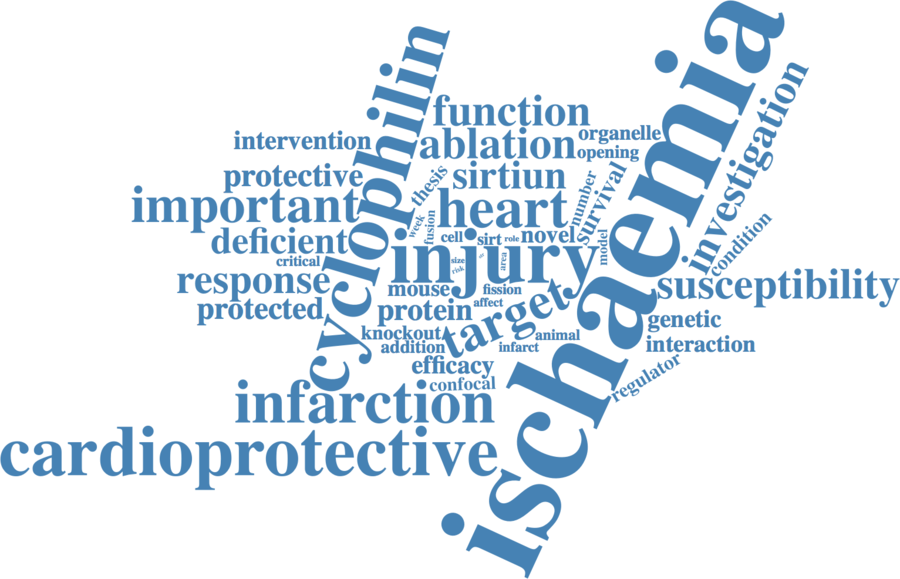 ischaemia
cyclophilin
function
intervention
ablation
organelle
opening
investigation
protective
thesis
sirtiun
number
survival
important
heart
week
fusion
condition
deficient
cell
sirt
role
novel
model
injury
critical
size
risk
area
response
mouse
fission
susceptibility
affect
protected
protein
target
genetic
knockout
animal
addition
infarct
interaction
efficacy
regulator
confocal
infarction
cardioprotective